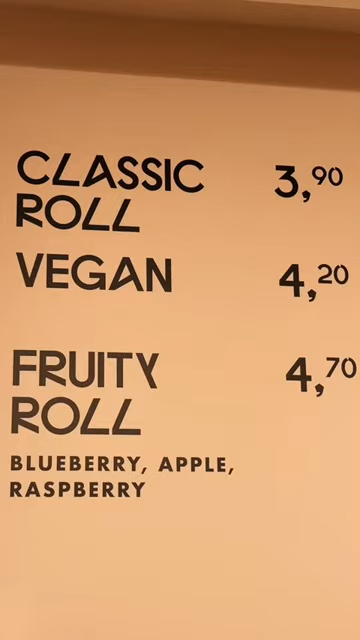 CLASSIC 3,90
ROLL
VEGAN 4,20
FRUITY 4,70
ROLL
BLUEBERRY, APPLE,
RASPBERRY